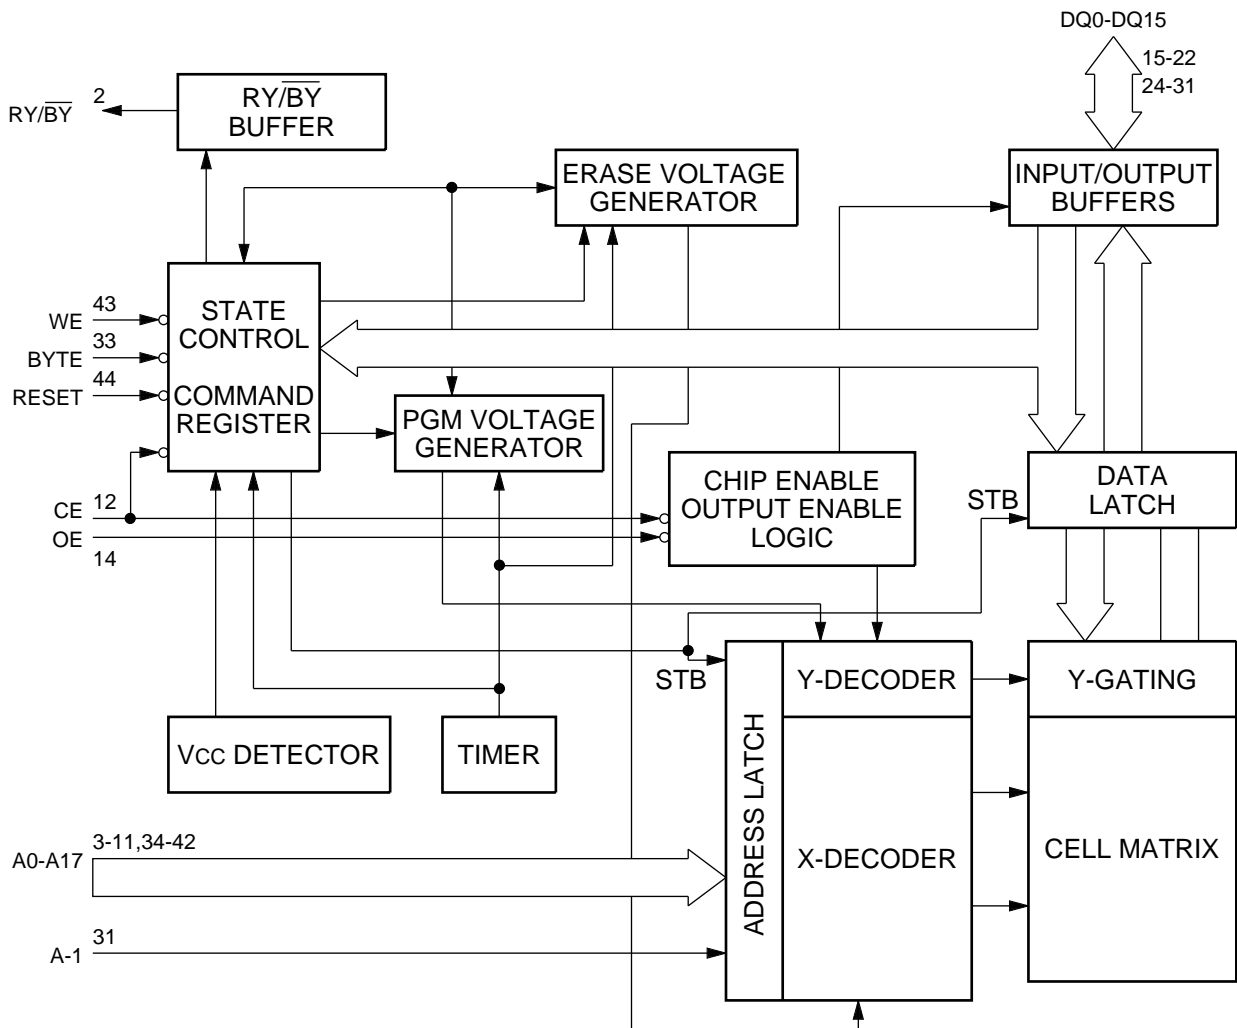 DQ0-DQ15
15-22
24-31
2
RY/BY
RY/BY
BUFFER
ERASE VOLTAGE
GENERATOR
INPUT/OUTPUT
BUFFERS
43
WE
33
BYTE
44
RESET
STATE
CONTROL
COMMAND
REGISTER
PGM VOLTAGE
GENERATOR
CHIP ENABLE
OUTPUT ENABLE
LOGIC
STB
DATA
LATCH
12
CE
OE
14
STB
ADDRESS LATCH
Y-DECODER
Y-GATING
VCC DETECTOR
TIMER
X-DECODER
CELL MATRIX
3-11,34-42
A0-A17
31
A-1